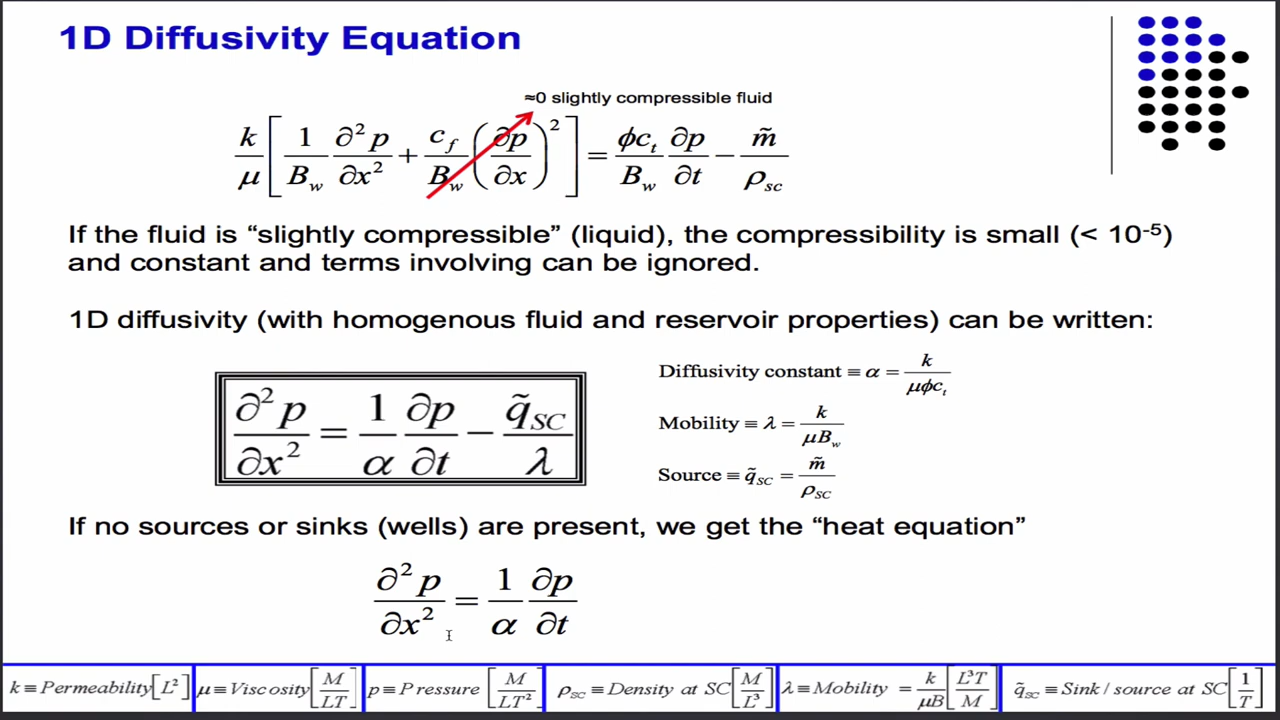 1D Diffusivity Equation
≈0 slightly compressible fluid
k/μ [ 1/B_w ∂²p/∂x² + c_f/B_w (∂p/∂x)² ] = ϕc_t/B_w ∂p/∂t − m̃/ρ_sc
If the fluid is “slightly compressible” (liquid), the compressibility is small (< 10⁻⁵)
and constant and terms involving can be ignored.
1D diffusivity (with homogenous fluid and reservoir properties) can be written:
∂²p/∂x² = 1/α ∂p/∂t − q̃_SC/λ
Diffusivity constant ≡ α = k/μϕc_t
Mobility ≡ λ = k/μB_w
Source ≡ q̃_SC = m̃/ρ_SC
If no sources or sinks (wells) are present, we get the “heat equation”
∂²p/∂x² = 1/α ∂p/∂t
k ≡ Permeability[L²] μ ≡ Viscosity[M/LT] p ≡ Pressure [M/LT²] ρ_SC ≡ Density at SC[M/L³] λ ≡ Mobility = k/μB[L³T/M] q̃_SC ≡ Sink / source at SC[1/T]